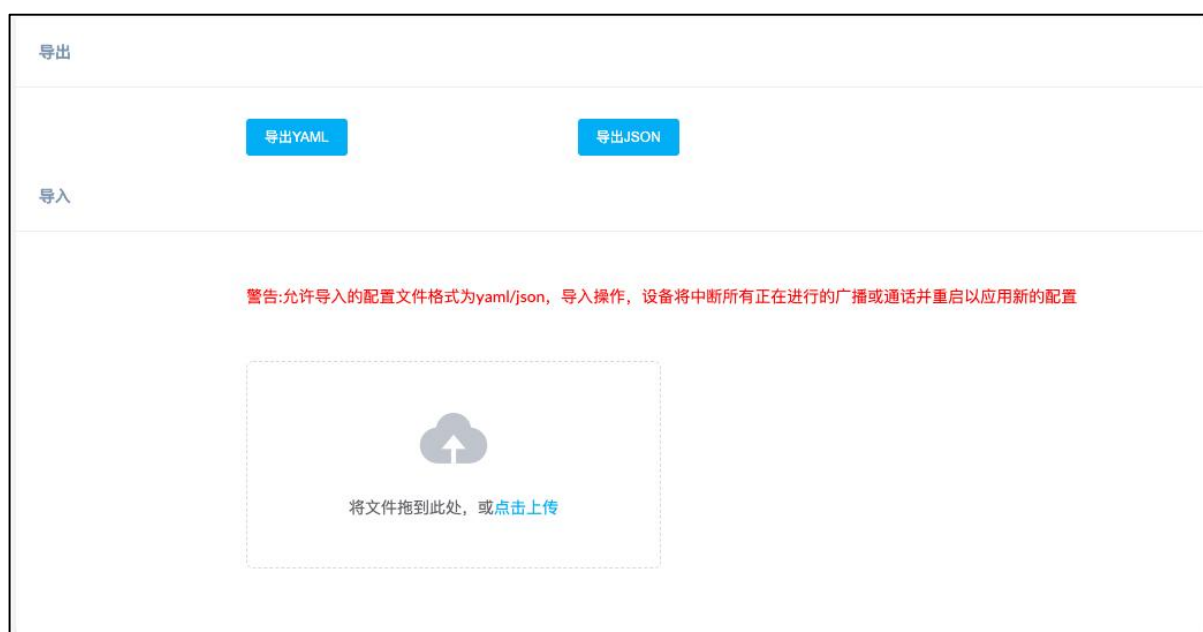 导出
导出YAML
导出JSON
导入
警告:允许导入的配置文件格式为yaml/json，导入操作，设备将中断所有正在进行的广播或通话并重启以应用新的配置
将文件拖到此处，或点击上传